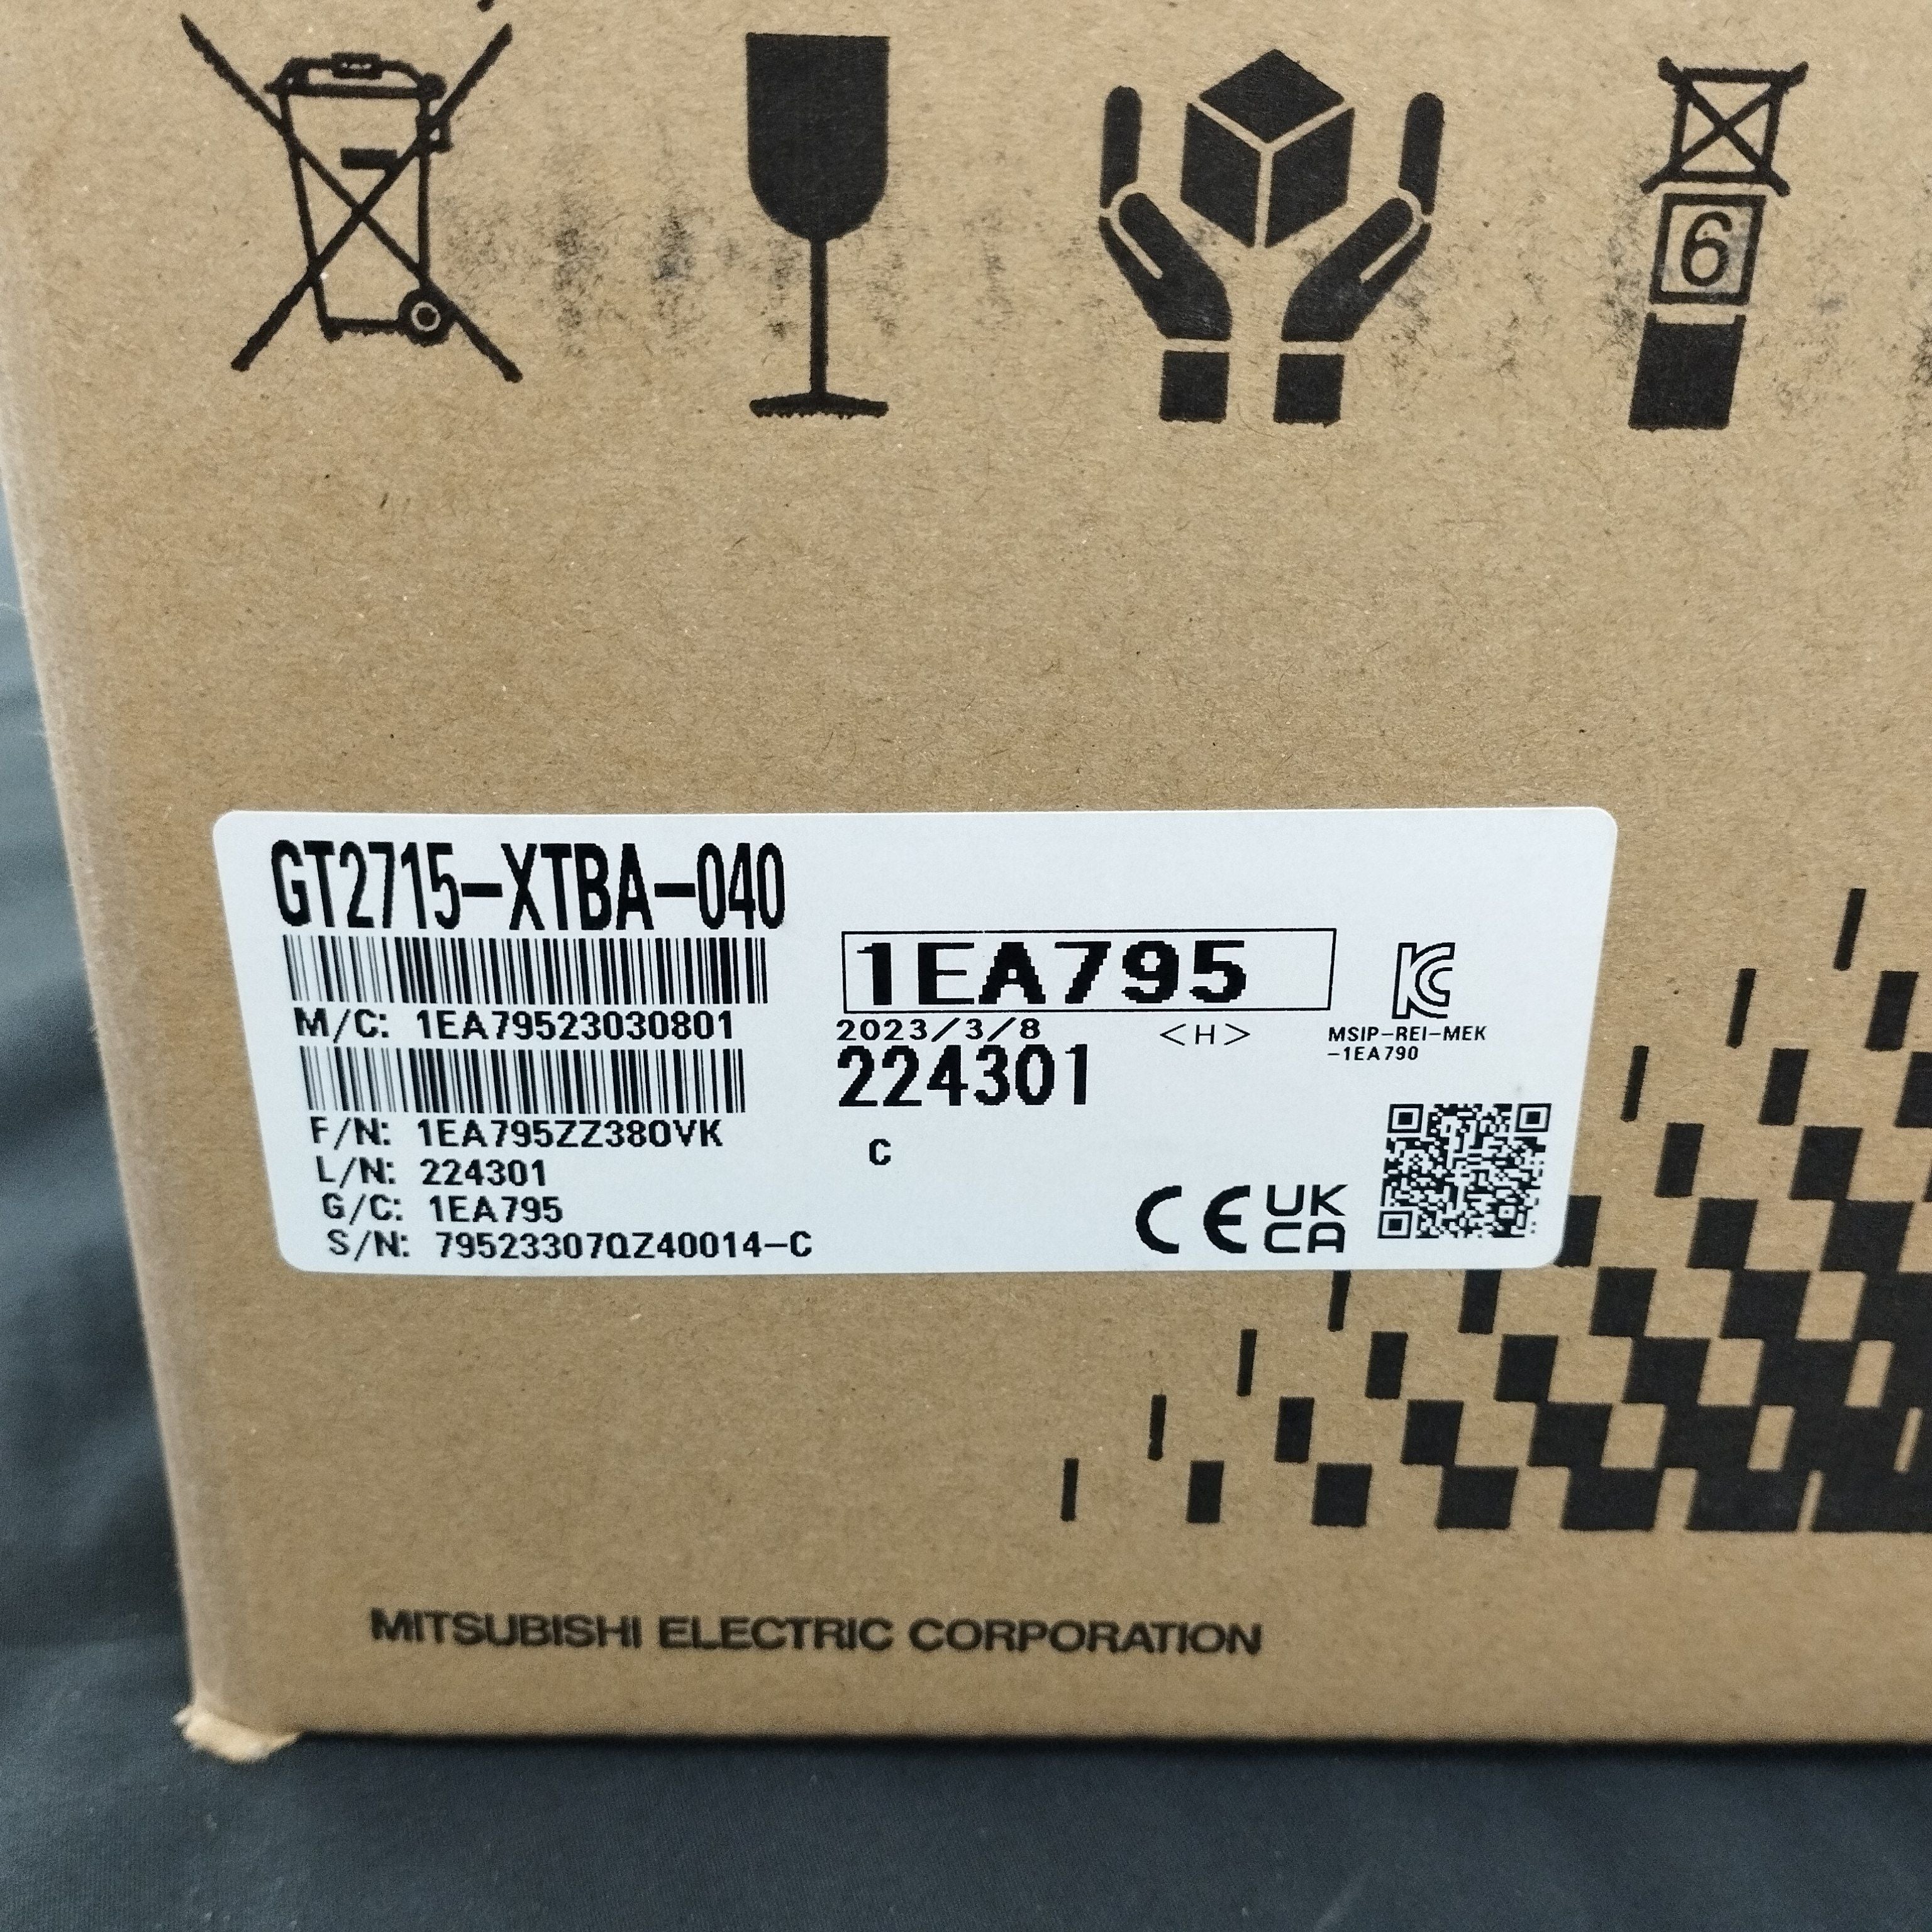 6
GT2715-XTBA-040
1EA795
M/C: 1EA79523030801
2023/3/8 <H>
MSIP-REI-MEK
-1EA790
224301
F/N: 1EA795ZZ380VK
C
L/N: 224301
G/C: 1EA795
S/N: 79523307QZ40014-C
CE UK
CA
MITSUBISHI ELECTRIC CORPORATION